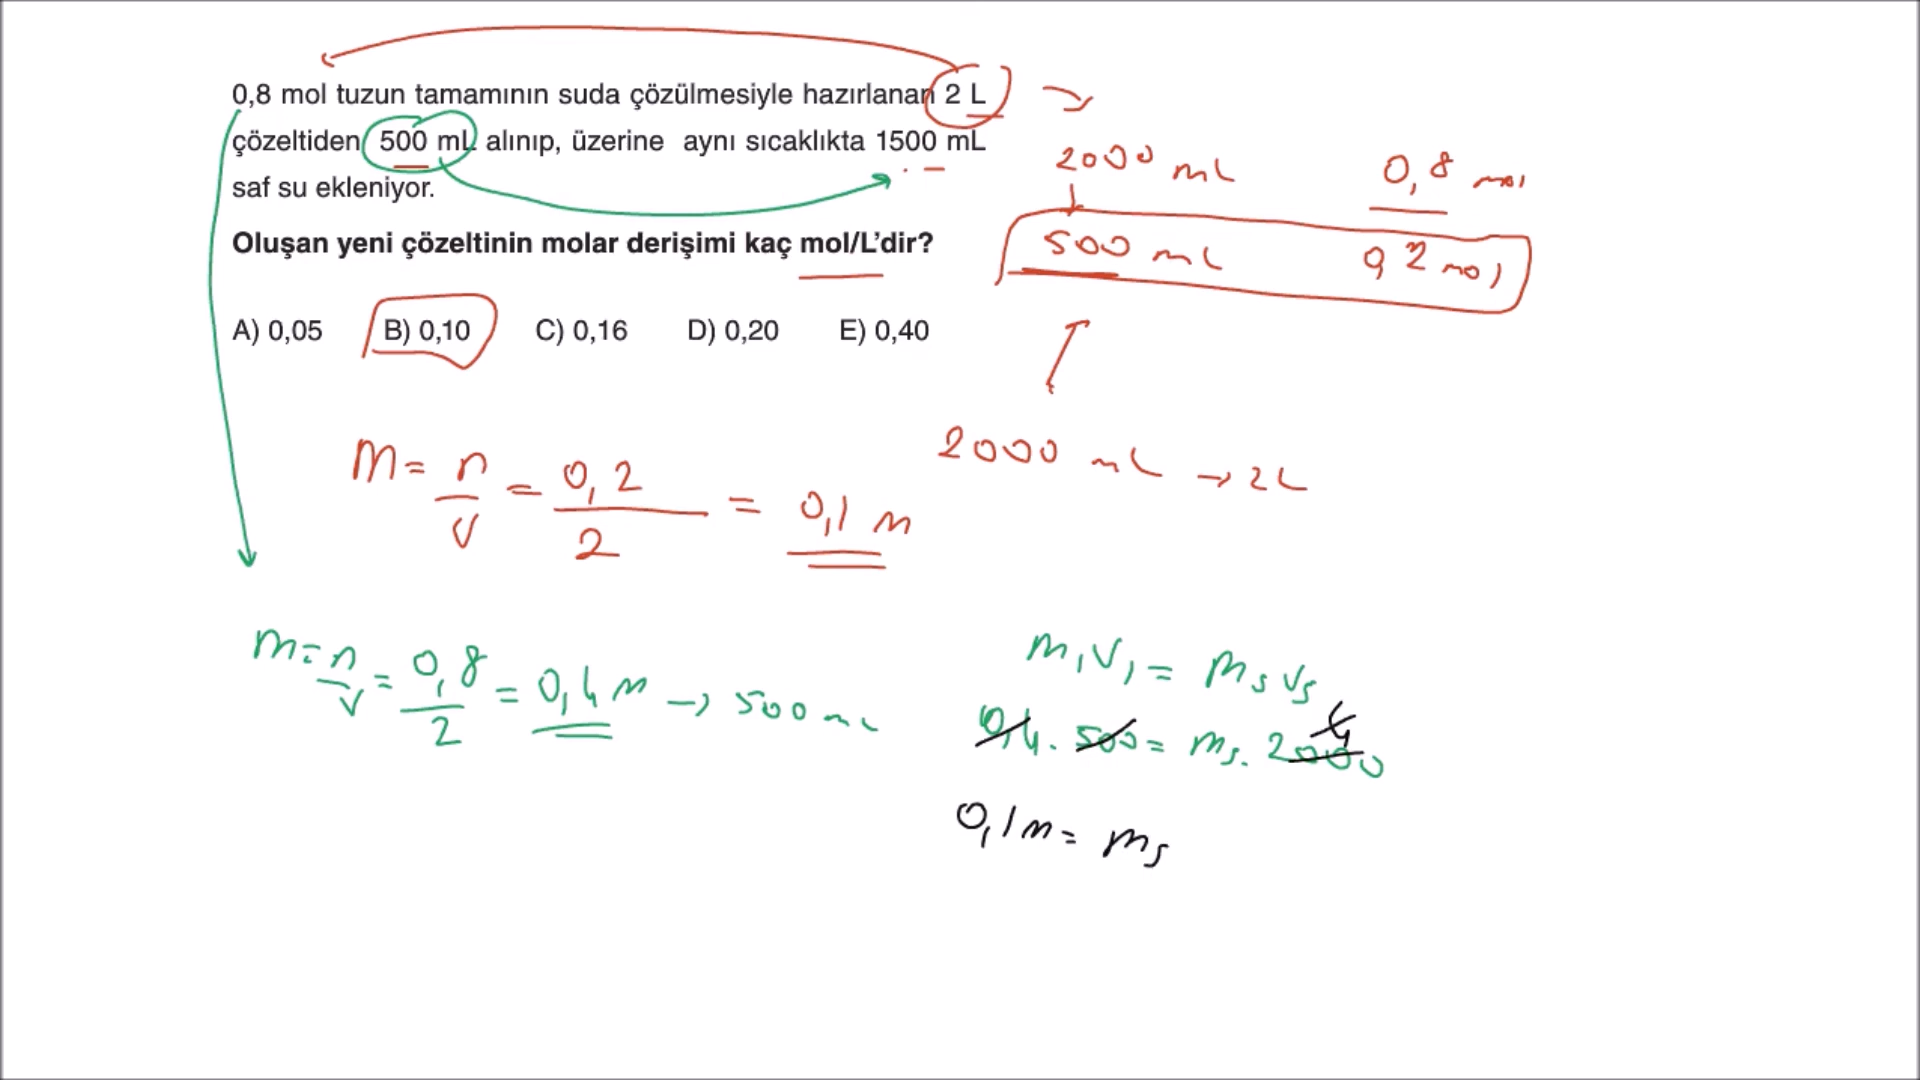 0,8 mol tuzun tamamının suda çözülmesiyle hazırlanan 2 L
çözeltiden 500 mL alınıp, üzerine aynı sıcaklıkta 1500 mL
saf su ekleniyor.
Oluşan yeni çözeltinin molar derişimi kaç mol/L’dir?
A) 0,05 B) 0,10 C) 0,16 D) 0,20 E) 0,40
2000 mL 0,8 mol
500 mL 0,2 mol
2000 mL → 2L
M = n/v = 0,2/2 = 0,1 M
M = n/v = 0,8/2 = 0,4 M → 500 mL
M₁V₁ = MₛVₛ
0,4 . 500 = Mₛ . 2000 4
0,1 M = Mₛ